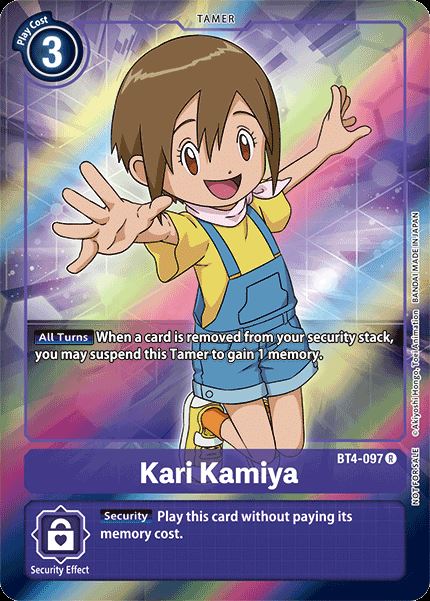 TAMER
Play Cost
3
All Turns When a card is removed from your security stack,
you may suspend this Tamer to gain 1 memory.
BT4-097 R
Kari Kamiya
Security Play this card without paying its
memory cost.
Security Effect
NOT FOR SALE ©Akiyoshi Hongo, Toei Animation BANDAI MADE IN JAPAN